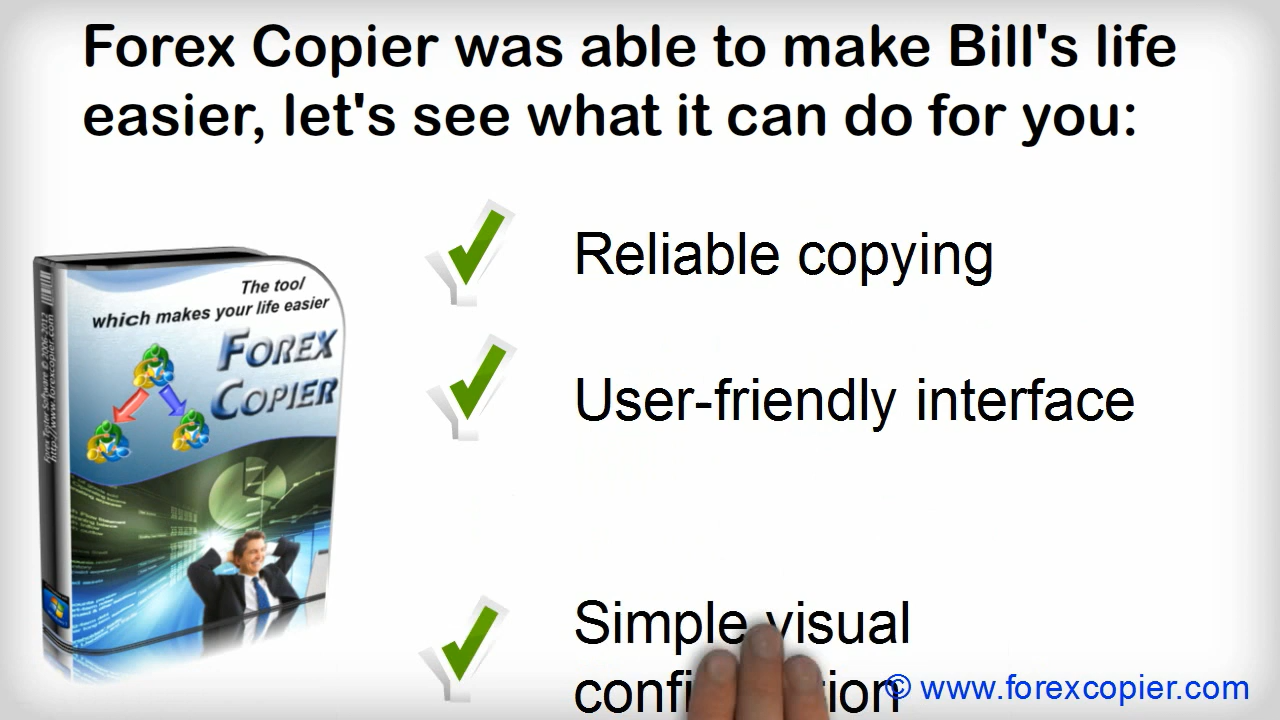 Forex Copier was able to make Bill's life
easier, let's see what it can do for you:
Reliable copying
The tool
which makes your life easier
FOREX
COPIER
User-friendly interface
Simple visual
© www.forexcopier.com